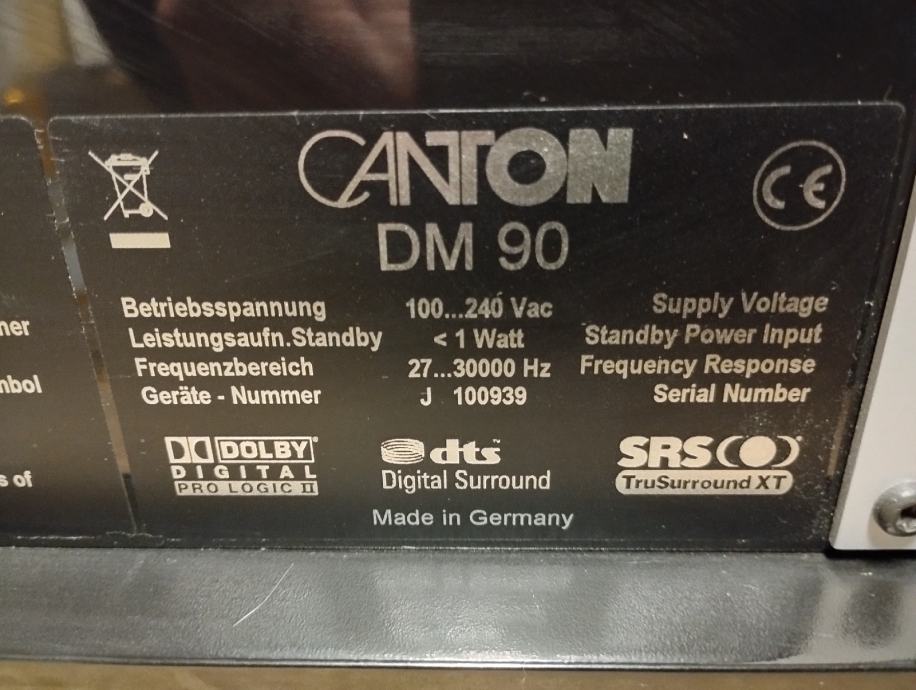 CANTON
DM 90
Betriebsspannung 100...240 Vac Supply Voltage
Leistungsaufn.Standby < 1 Watt Standby Power Input
Frequenzbereich 27...30000 Hz Frequency Response
Geräte - Nummer J 100939 Serial Number
DOLBY
DIGITAL
PRO LOGIC II
dts
Digital Surround
SRS
TruSurround XT
Made in Germany
CE
s of